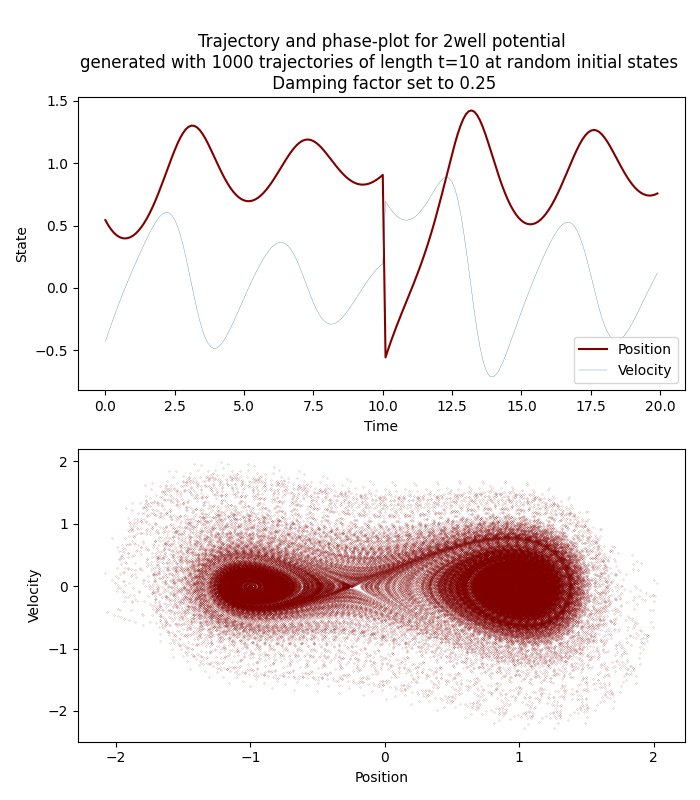 Trajectory and phase-plot for 2well potential
generated with 1000 trajectories of length t=10 at random initial states
Damping factor set to 0.25
1.5
1.0
0.5
0.0
−0.5
State
0.0 2.5 5.0 7.5 10.0 12.5 15.0 17.5 20.0
Time
Position
Velocity
2
1
0
−1
−2
Velocity
−2 −1 0 1 2
Position